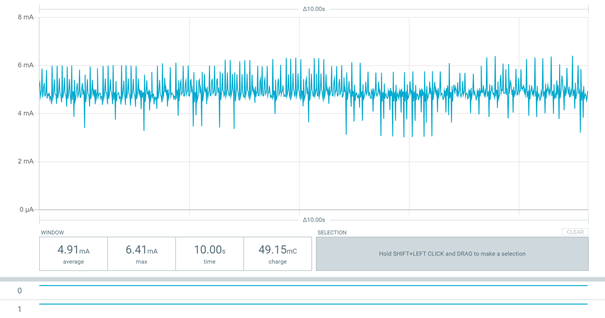 Δ10.00s
8 mA
6 mA
4 mA
2 mA
0 µA
Δ10.00s
WINDOW
SELECTION
CLEAR
4.91mA
average
6.41mA
max
10.00s
time
49.15mC
charge
Hold SHIFT+LEFT CLICK and DRAG to make a selection
0
1